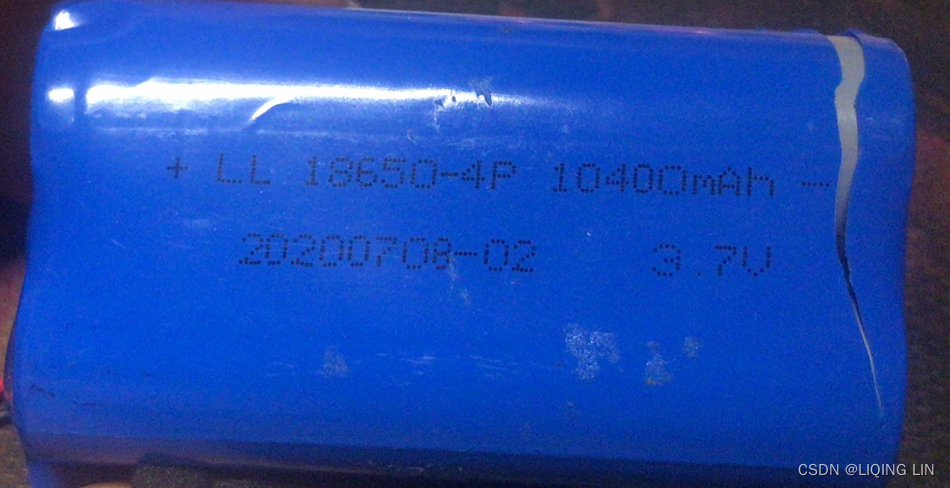 + LL 18650-4P 10400mAh -
20200708-02 3.7V
CSDN @LIQING LIN